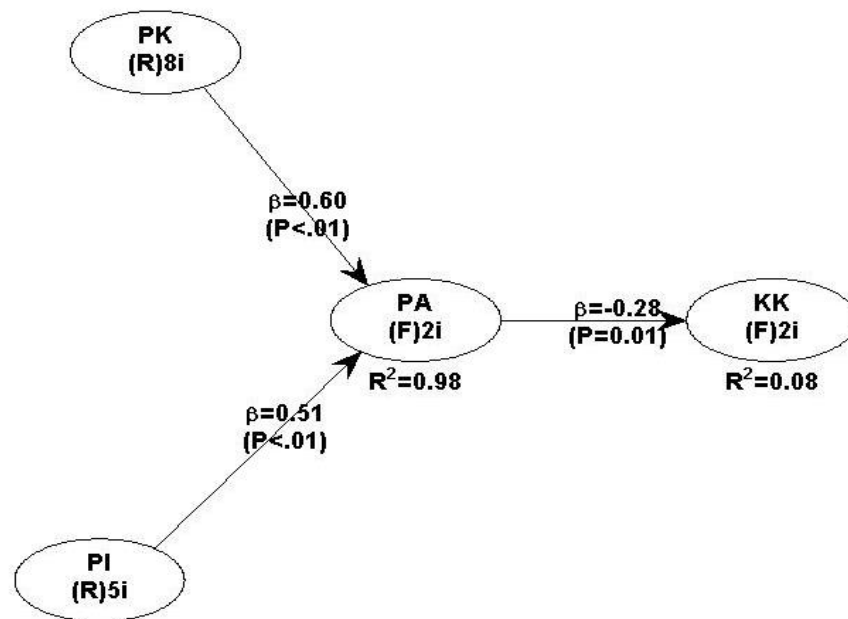 PK
(R)8i
β=0.60
(P<.01)
PA
(F)2i
R²=0.98
β=-0.28
(P=0.01)
KK
(F)2i
R²=0.08
β=0.51
(P<.01)
PI
(R)5i